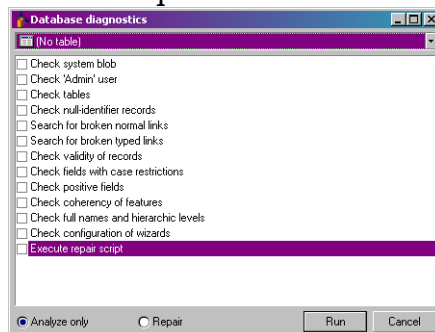 Database diagnostics
(No table)
Check system blob
Check 'Admin' user
Check tables
Check null-identifier records
Search for broken normal links
Search for broken typed links
Check validity of records
Check fields with case restrictions
Check positive fields
Check coherency of features
Check full names and hierarchic levels
Check configuration of wizards
Execute repair script
Analyze only Repair Run Cancel